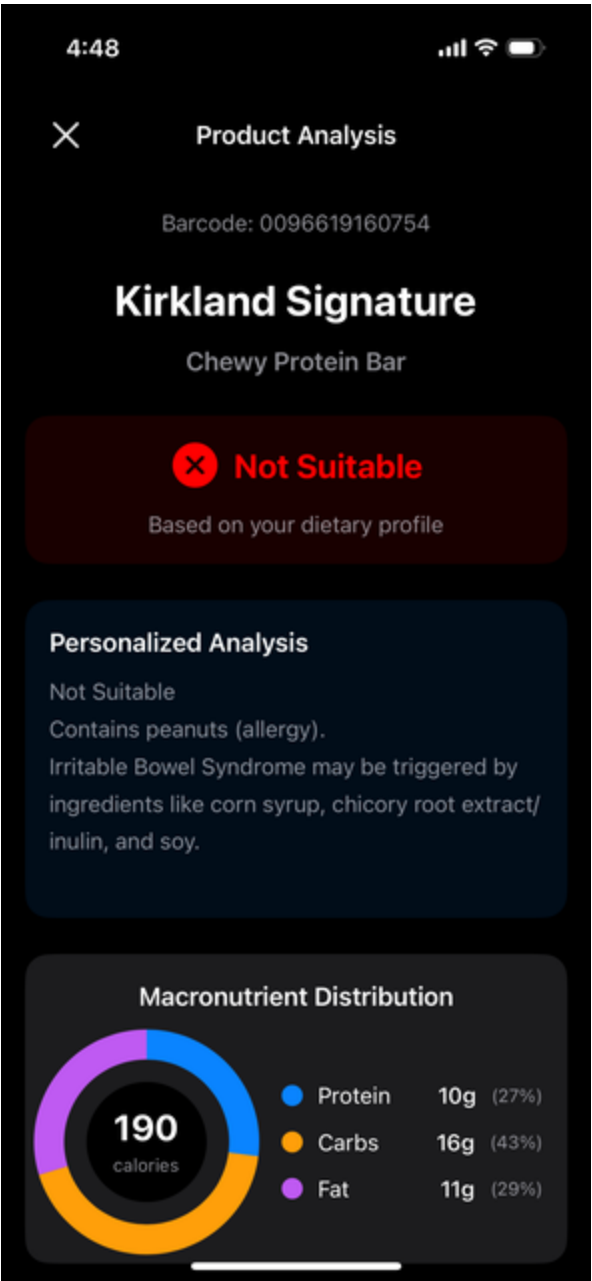 4:48
Product Analysis
Barcode: 0096619160754
Kirkland Signature
Chewy Protein Bar
Not Suitable
Based on your dietary profile
Personalized Analysis
Not Suitable
Contains peanuts (allergy).
Irritable Bowel Syndrome may be triggered by
ingredients like corn syrup, chicory root extract/
inulin, and soy.
Macronutrient Distribution
190
calories
Protein 10g (27%)
Carbs 16g (43%)
Fat 11g (29%)